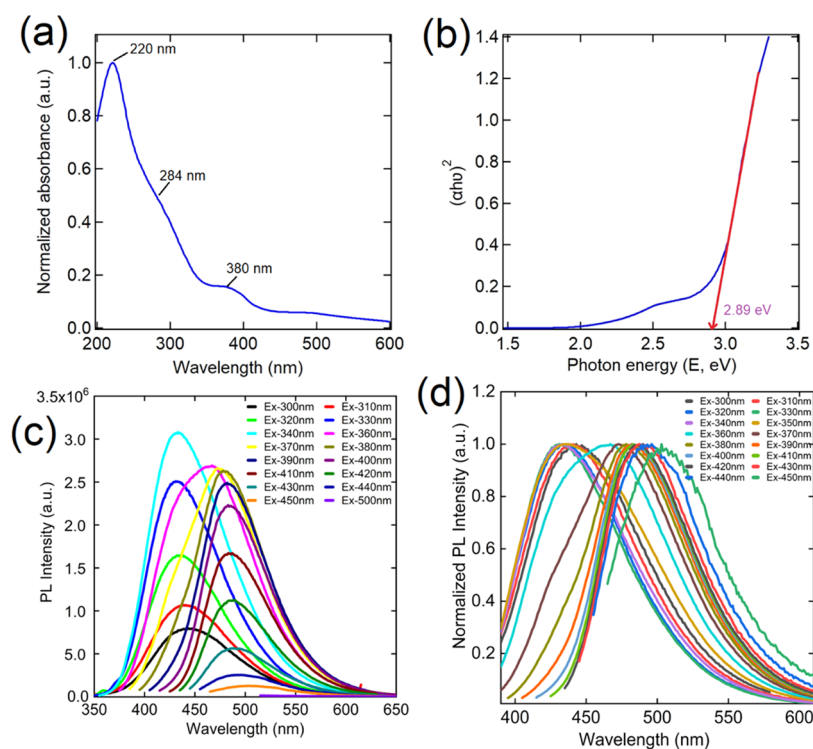 (a)
220 nm
284 nm
380 nm
Normalized absorbance (a.u.)
1.0
0.8
0.6
0.4
0.2
0.0
200 300 400 500 600
Wavelength (nm)
(b)
(αhυ)²
1.4
1.2
1.0
0.8
0.6
0.4
0.2
0.0
2.89 eV
1.5 2.0 2.5 3.0 3.5
Photon energy (E, eV)
(c)
PL Intensity (a.u.)
3.5x10⁶
3.0
2.5
2.0
1.5
1.0
5.0
0.0
Ex-300nm Ex-310nm
Ex-320nm Ex-330nm
Ex-340nm Ex-360nm
Ex-370nm Ex-380nm
Ex-390nm Ex-400nm
Ex-410nm Ex-420nm
Ex-430nm Ex-440nm
Ex-450nm Ex-500nm
350 400 450 500 550 600 650
Wavelength (nm)
(d)
Normalized PL Intensity (a.u.)
1.2
1.0
0.8
0.6
0.4
0.2
0.0
Ex-300nm Ex-310nm
Ex-320nm Ex-330nm
Ex-340nm Ex-350nm
Ex-360nm Ex-370nm
Ex-380nm Ex-390nm
Ex-400nm Ex-410nm
Ex-420nm Ex-430nm
Ex-440nm Ex-450nm
400 450 500 550 600
Wavelength (nm)